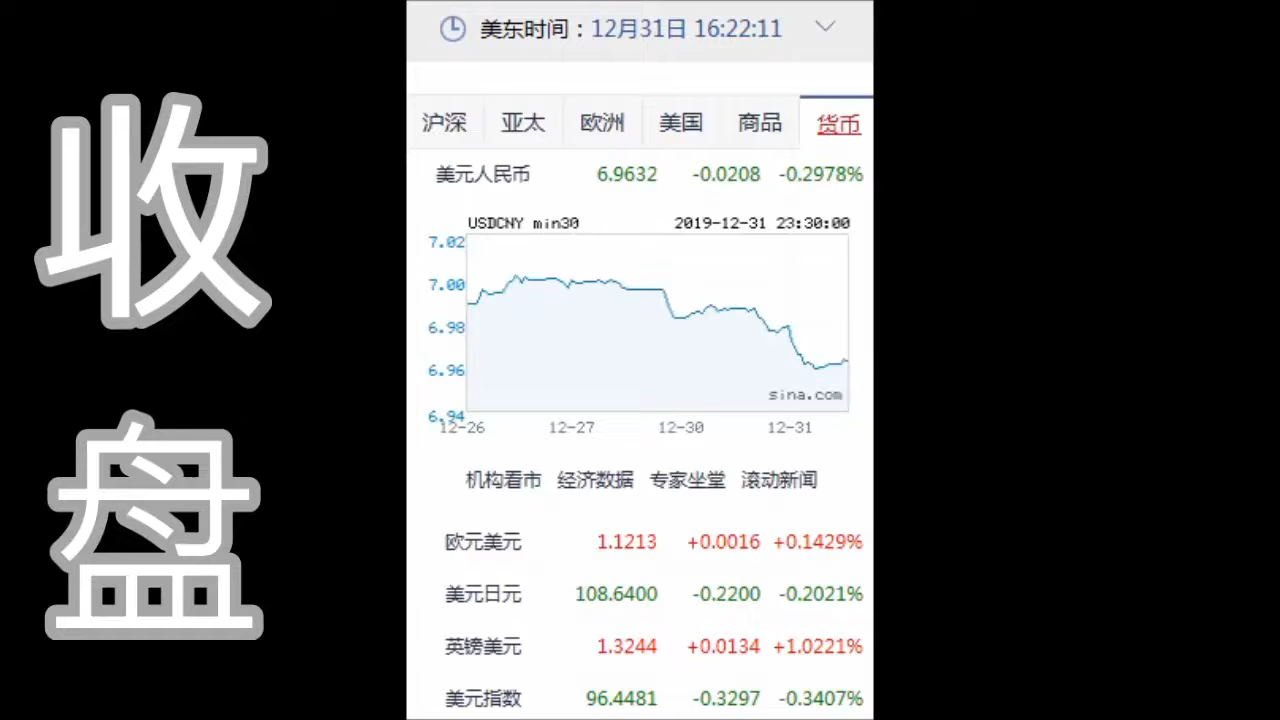 收
盘
美东时间：12月31日 16:22:11
沪深 亚太 欧洲 美国 商品 货币
美元人民币 6.9632 -0.0208 -0.2978%
USDCNY min30 2019-12-31 23:30:00
7.02
7.00
6.98
6.96
6.94
sina.com
12-26 12-27 12-30 12-31
机构看市 经济数据 专家坐堂 滚动新闻
欧元美元 1.1213 +0.0016 +0.1429%
美元日元 108.6400 -0.2200 -0.2021%
英镑美元 1.3244 +0.0134 +1.0221%
美元指数 96.4481 -0.3297 -0.3407%